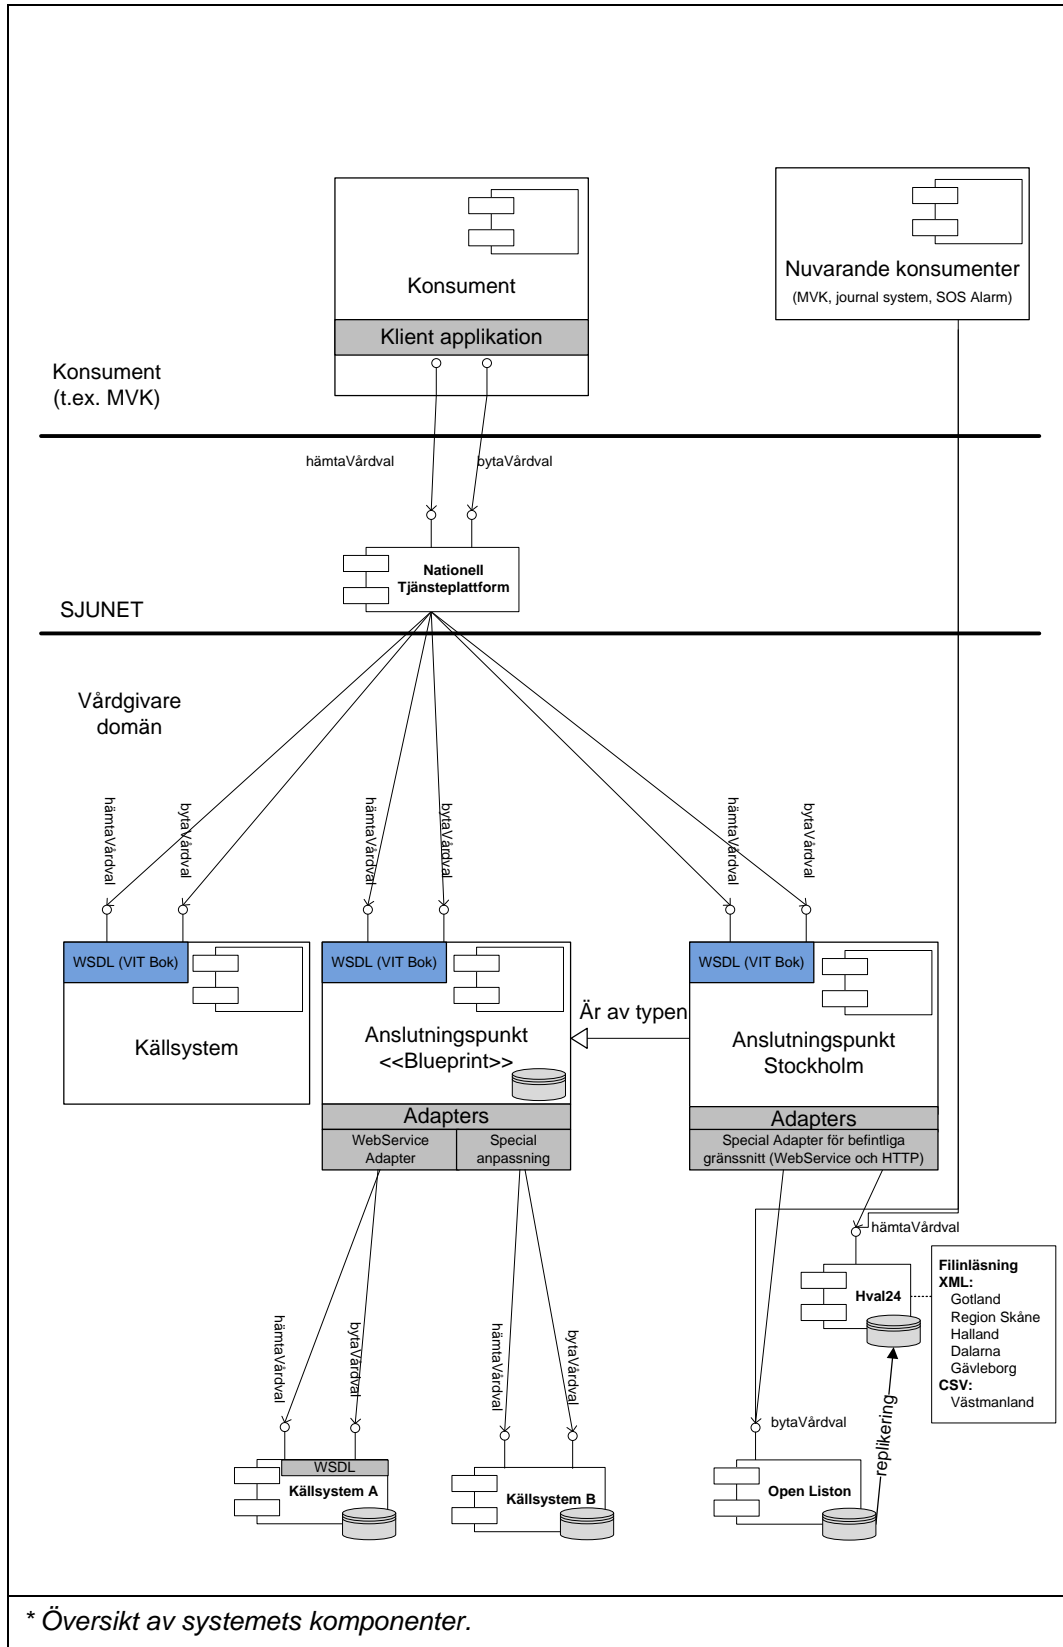 Konsument
Klient applikation
Nuvarande konsumenter
(MVK, journal system, SOS Alarm)
Konsument
(t.ex. MVK)
hämtaVårdval
bytaVårdval
Nationell
Tjänsteplattform
SJUNET
Vårdgivare
domän
hämtaVårdval
bytaVårdval
hämtaVårdval
bytaVårdval
hämtaVårdval
bytaVårdval
WSDL (VIT Bok)
Källsystem
WSDL (VIT Bok)
Anslutningspunkt
<<Blueprint>>
Adapters
WebService
Adapter
Special
anpassning
Är av typen
WSDL (VIT Bok)
Anslutningspunkt
Stockholm
Adapters
Special Adapter för befintliga
gränssnitt (WebService och HTTP)
hämtaVårdval
Hval24
Filinläsning
XML:
Gotland
Region Skåne
Halland
Dalarna
Gävleborg
CSV:
Västmanland
hämtaVårdval
bytaVårdval
hämtaVårdval
bytaVårdval
bytaVårdval
replikering
WSDL
Källsystem A
Källsystem B
Open Liston
* Översikt av systemets komponenter.